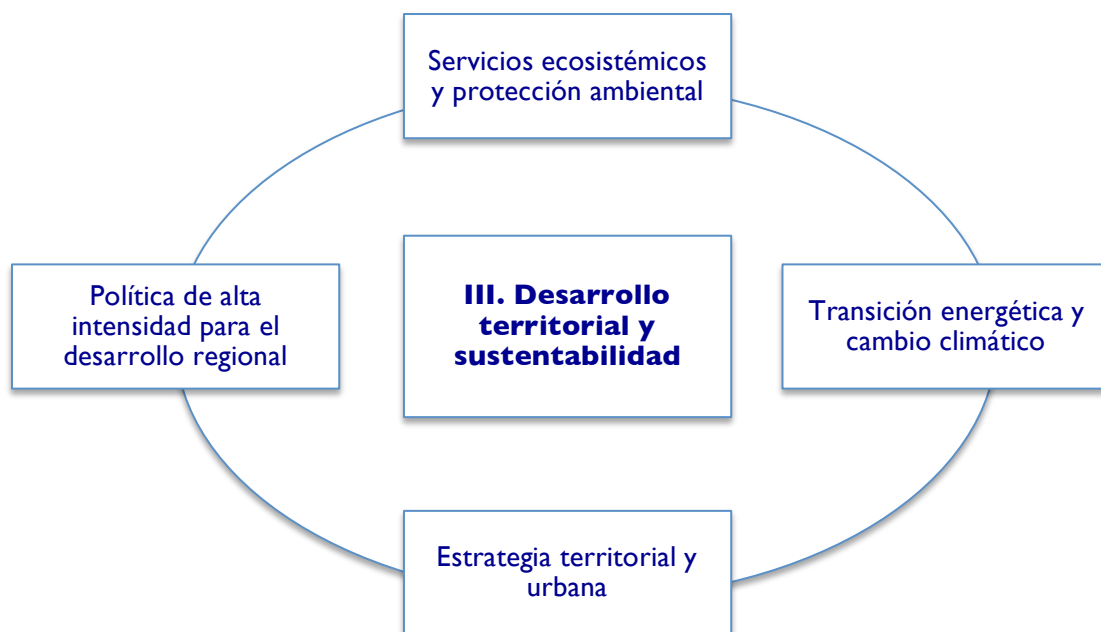 Servicios ecosistémicos
y protección ambiental
Política de alta
intensidad para el
desarrollo regional
III. Desarrollo
territorial y
sustentabilidad
Transición energética y
cambio climático
Estrategia territorial y
urbana